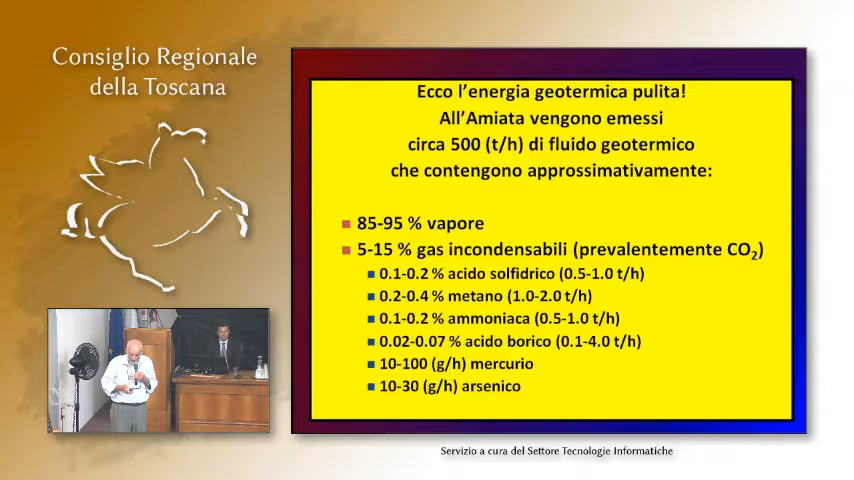 Consiglio Regionale
della Toscana
Ecco l'energia geotermica pulita!
All'Amiata vengono emessi
circa 500 (t/h) di fluido geotermico
che contengono approssimativamente:
85-95 % vapore
5-15 % gas incondensabili (prevalentemente CO2)
0.1-0.2 % acido solfidrico (0.5-1.0 t/h)
0.2-0.4 % metano (1.0-2.0 t/h)
0.1-0.2 % ammoniaca (0.5-1.0 t/h)
0.02-0.07 % acido borico (0.1-4.0 t/h)
10-100 (g/h) mercurio
10-30 (g/h) arsenico
Servizio a cura del Settore Tecnologie Informatiche